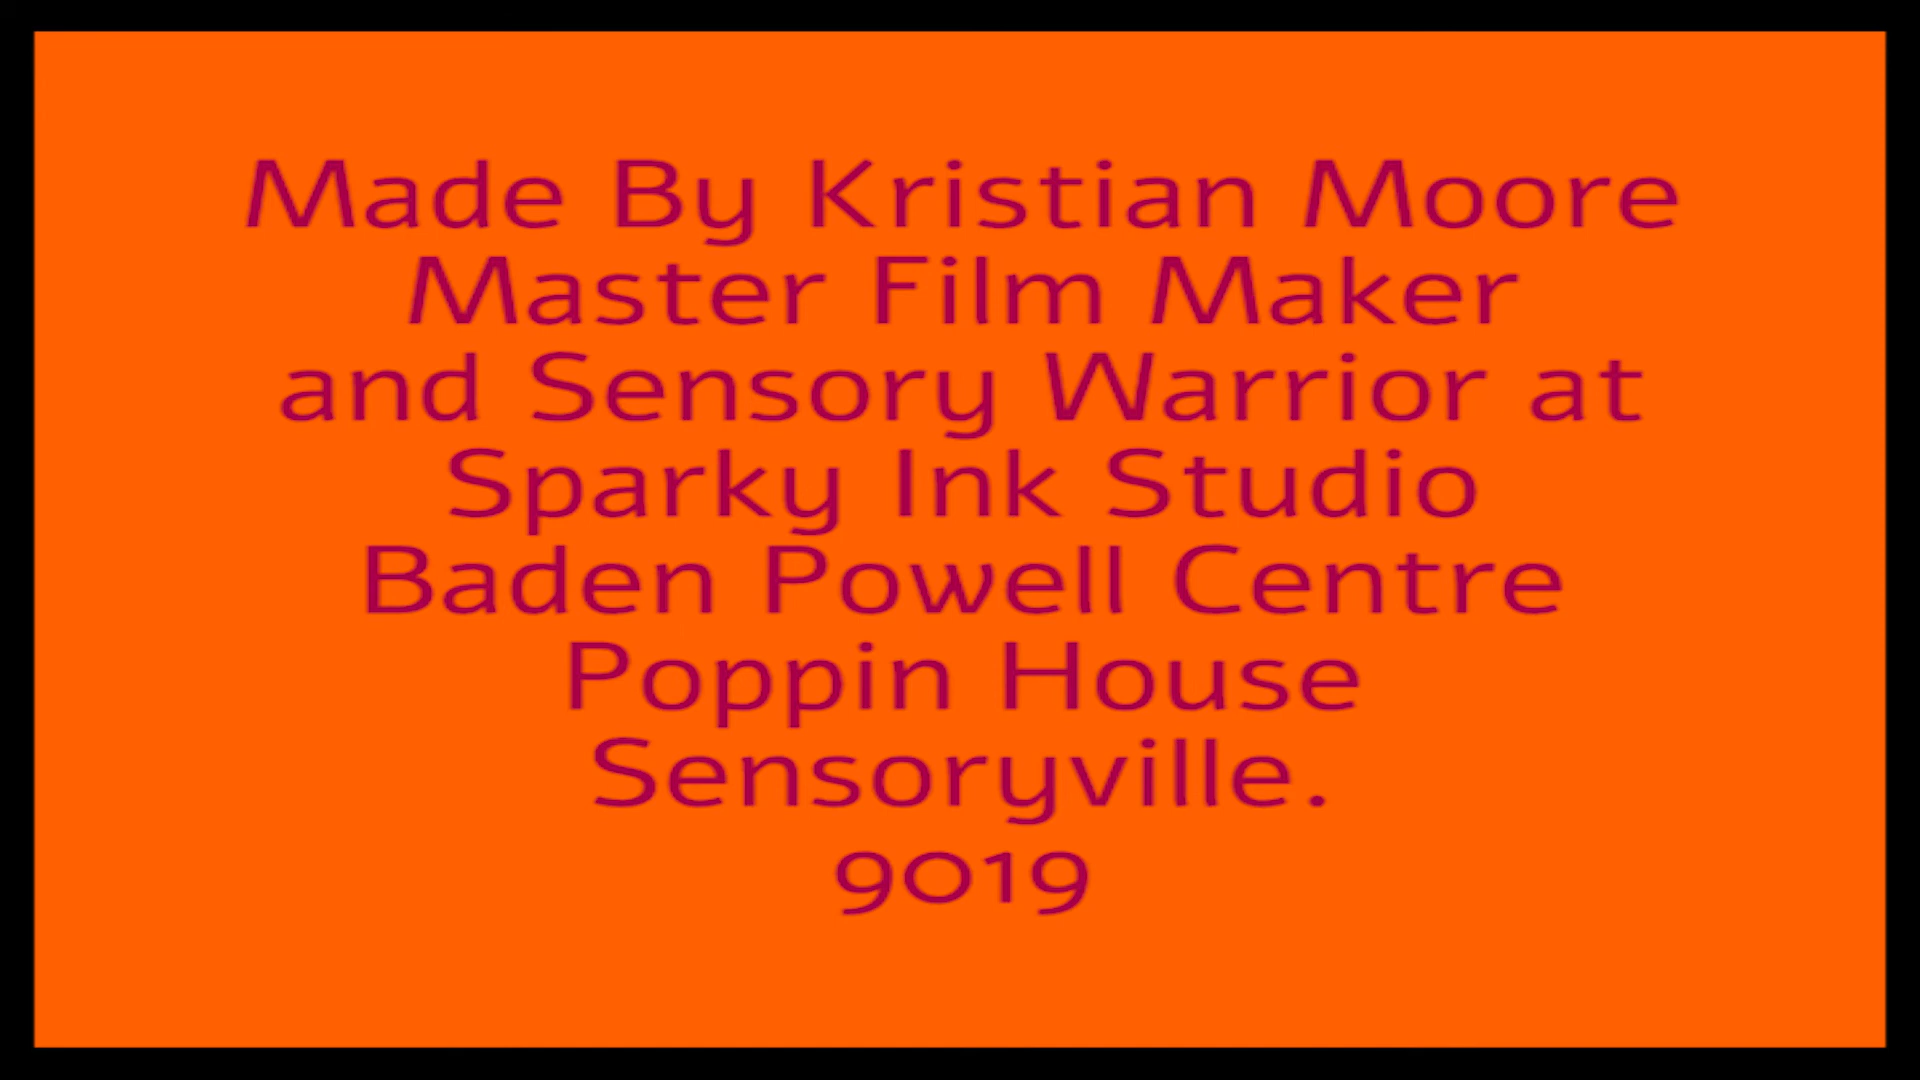 Made By Kristian Moore
Master Film Maker
and Sensory Warrior at
Sparky Ink Studio
Baden Powell Centre
Poppin House
Sensoryville.
9019